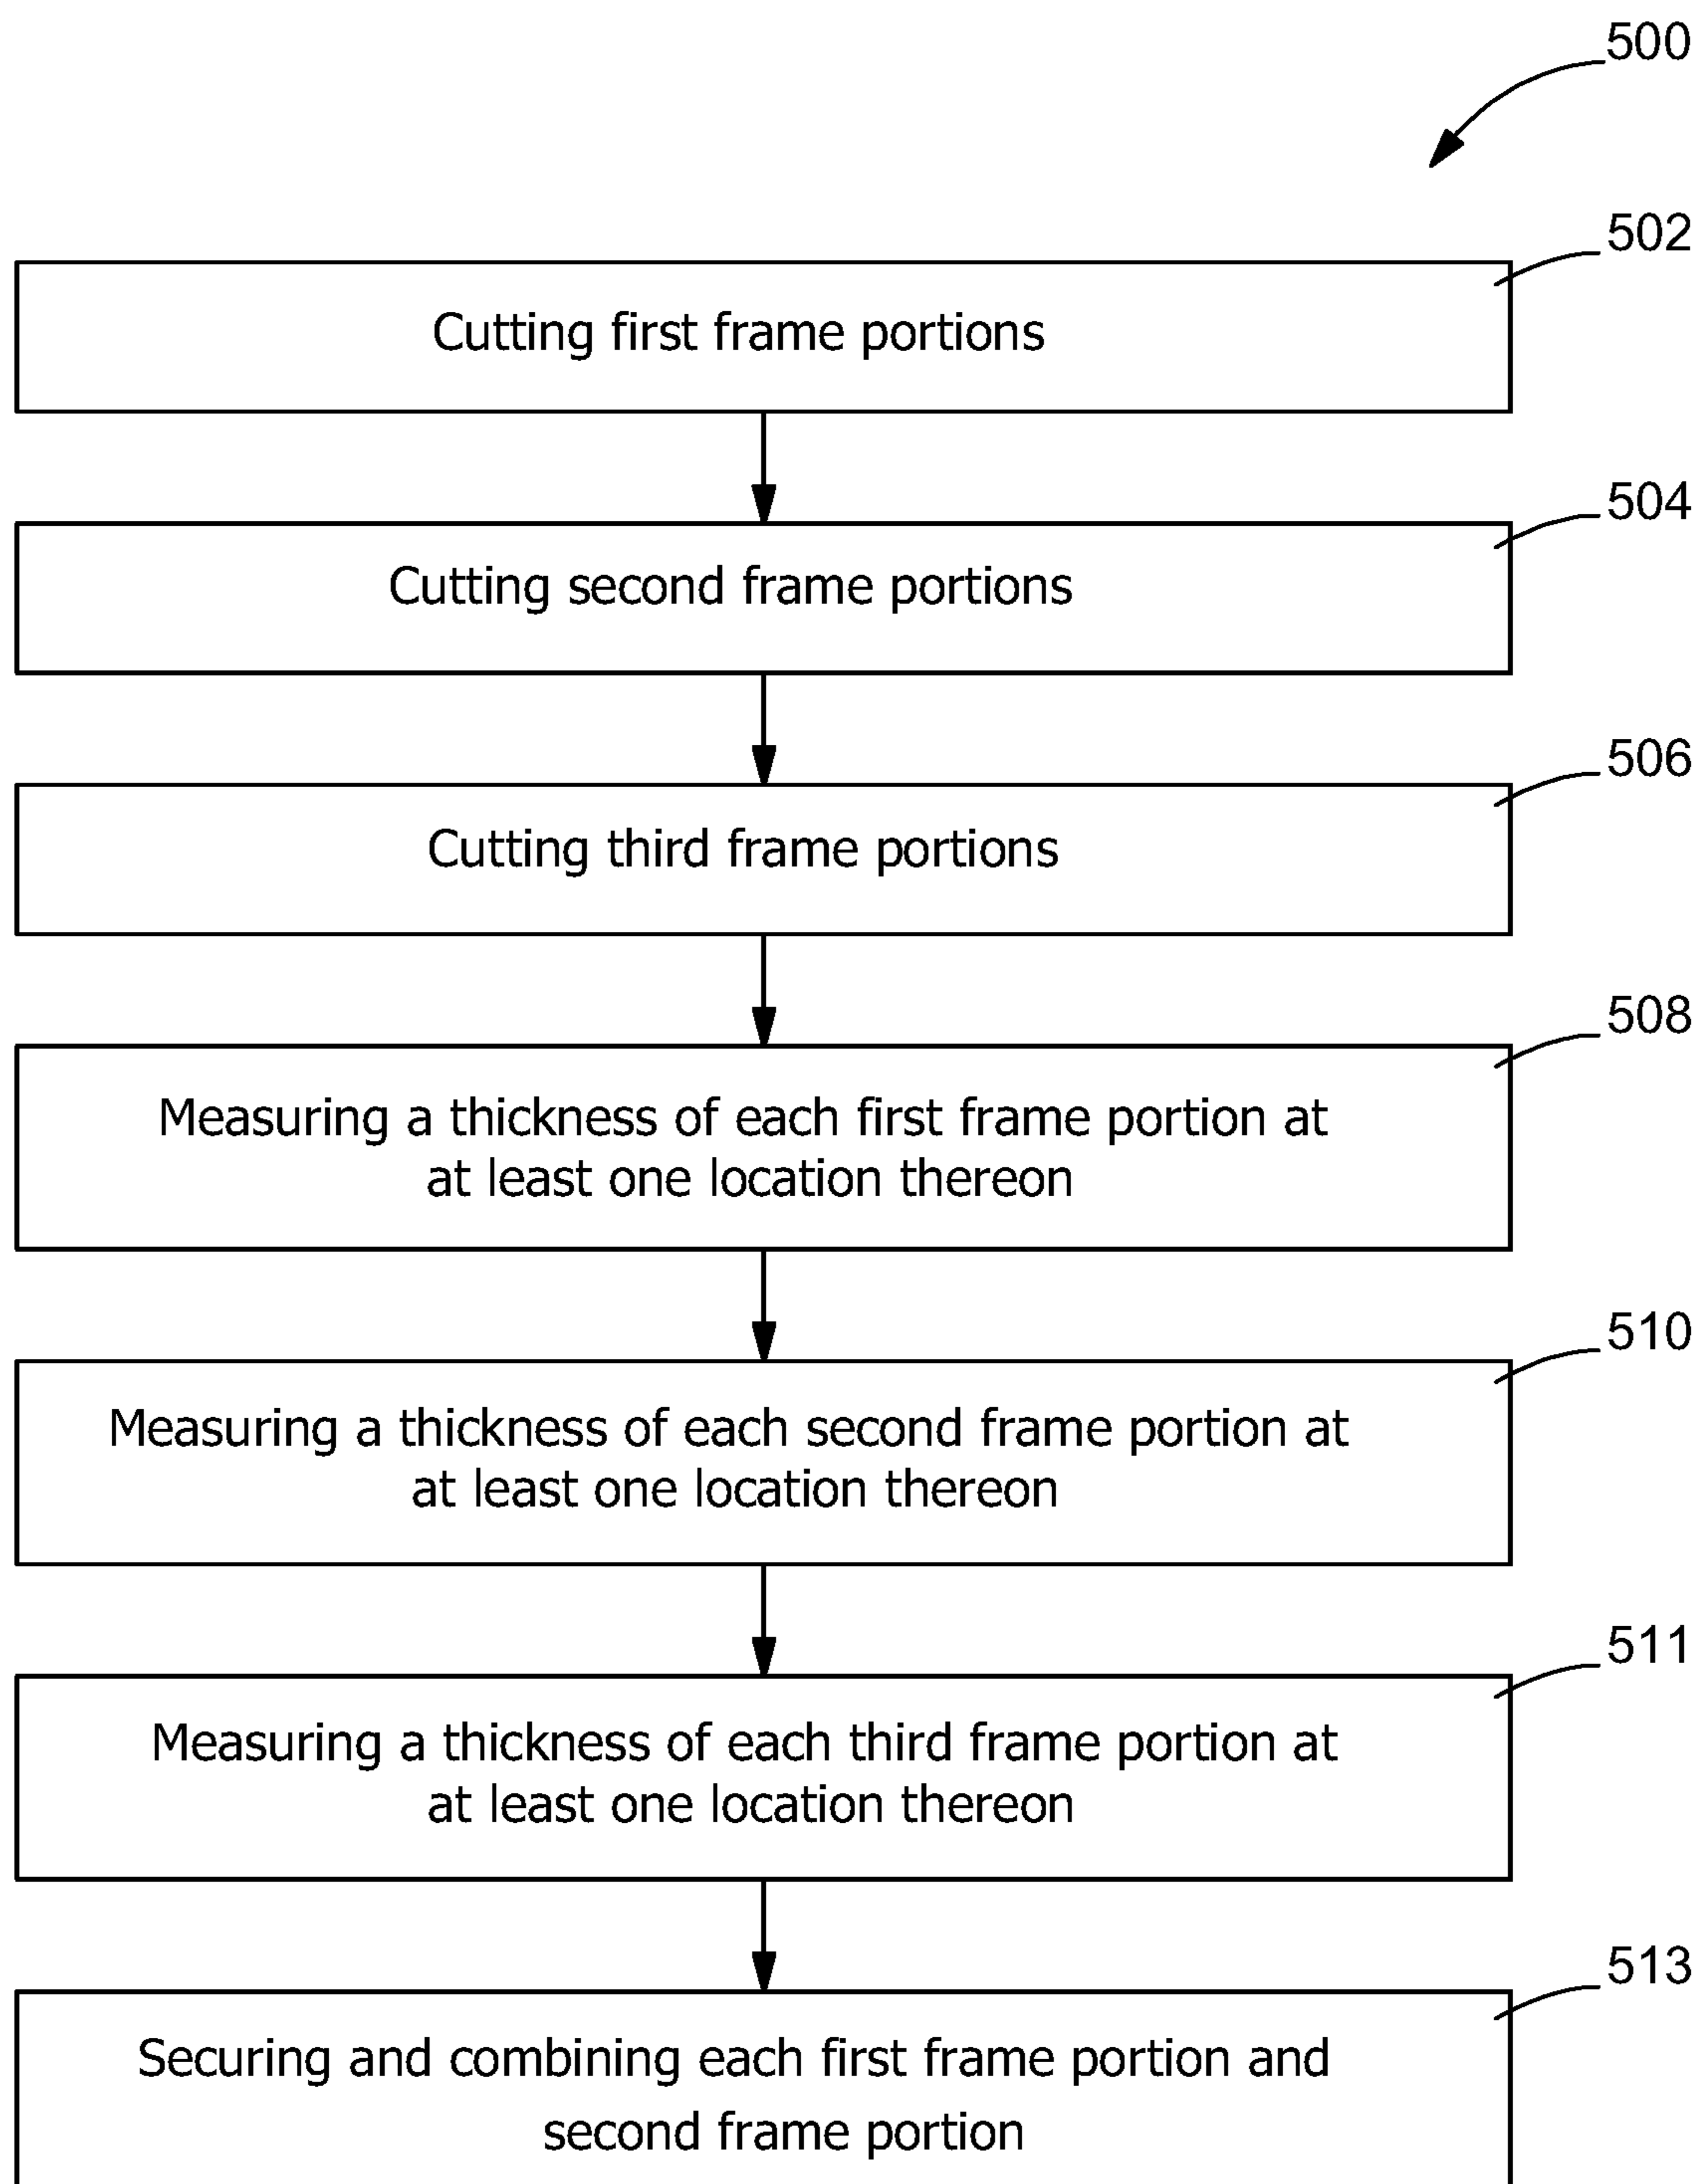 500
502
Cutting first frame portions
504
Cutting second frame portions
506
Cutting third frame portions
508
Measuring a thickness of each first frame portion at
at least one location thereon
510
Measuring a thickness of each second frame portion at
at least one location thereon
511
Measuring a thickness of each third frame portion at
at least one location thereon
513
Securing and combining each first frame portion and
second frame portion